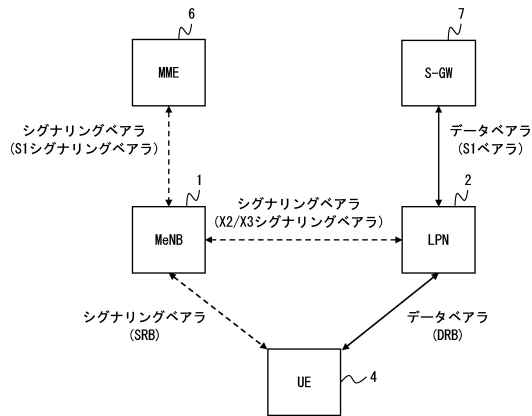 6
7
MME
S-GW
シグナリングベアラ
(S1シグナリングベアラ)
データベアラ
(S1ベアラ)
1
シグナリングベアラ
(X2/X3シグナリングベアラ)
2
MeNB
LPN
シグナリングベアラ
(SRB)
データベアラ
(DRB)
UE
4